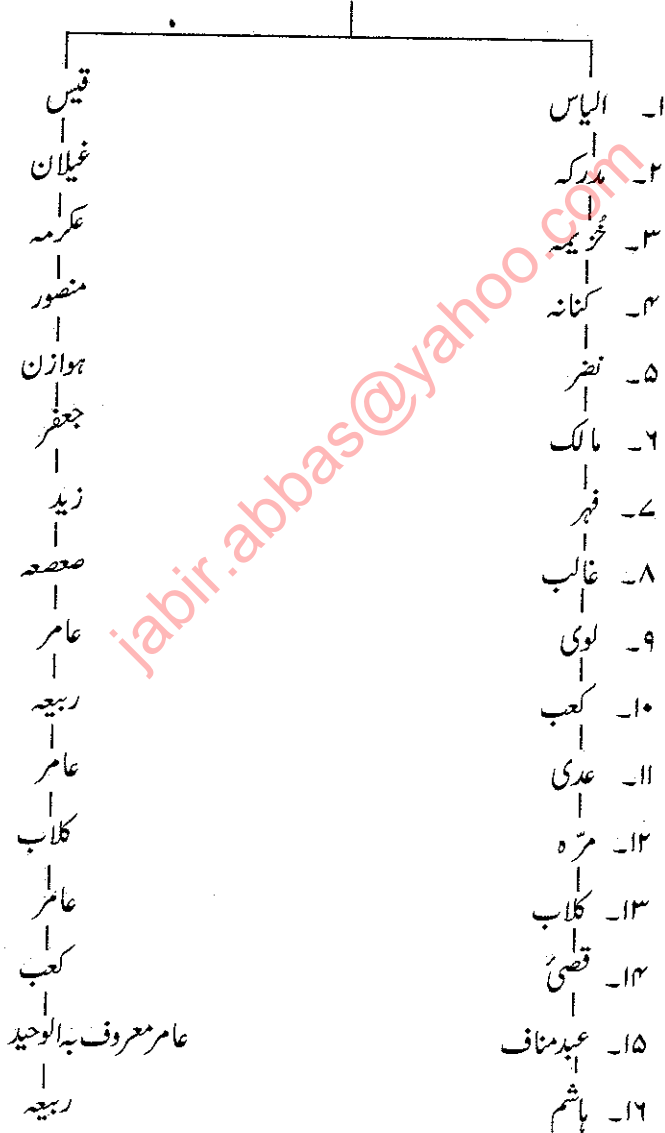 ۱۔ الیاس قیس
۲۔ مدرکہ غیلان
۳۔ خُزیمہ عکرمہ
۴۔ کنانہ منصور
۵۔ نضر ہوازن
۶۔ مالک جعفر
۷۔ فہر زید
۸۔ غالب صعصعہ
۹۔ لوی عامر
۱۰۔ کعب ربیعہ
۱۱۔ عدی عامر
۱۲۔ مرّہ کلاب
۱۳۔ کلاب عامر
۱۴۔ قصیٰ کعب
۱۵۔ عبدمناف عامر معروف بہ الوحید
۱۶۔ ہاشم ربیعہ
jabir.abbas@yahoo.com